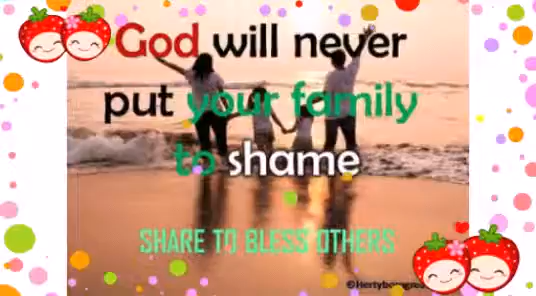 God will never
put your family
to shame
SHARE TO BLESS OTHERS